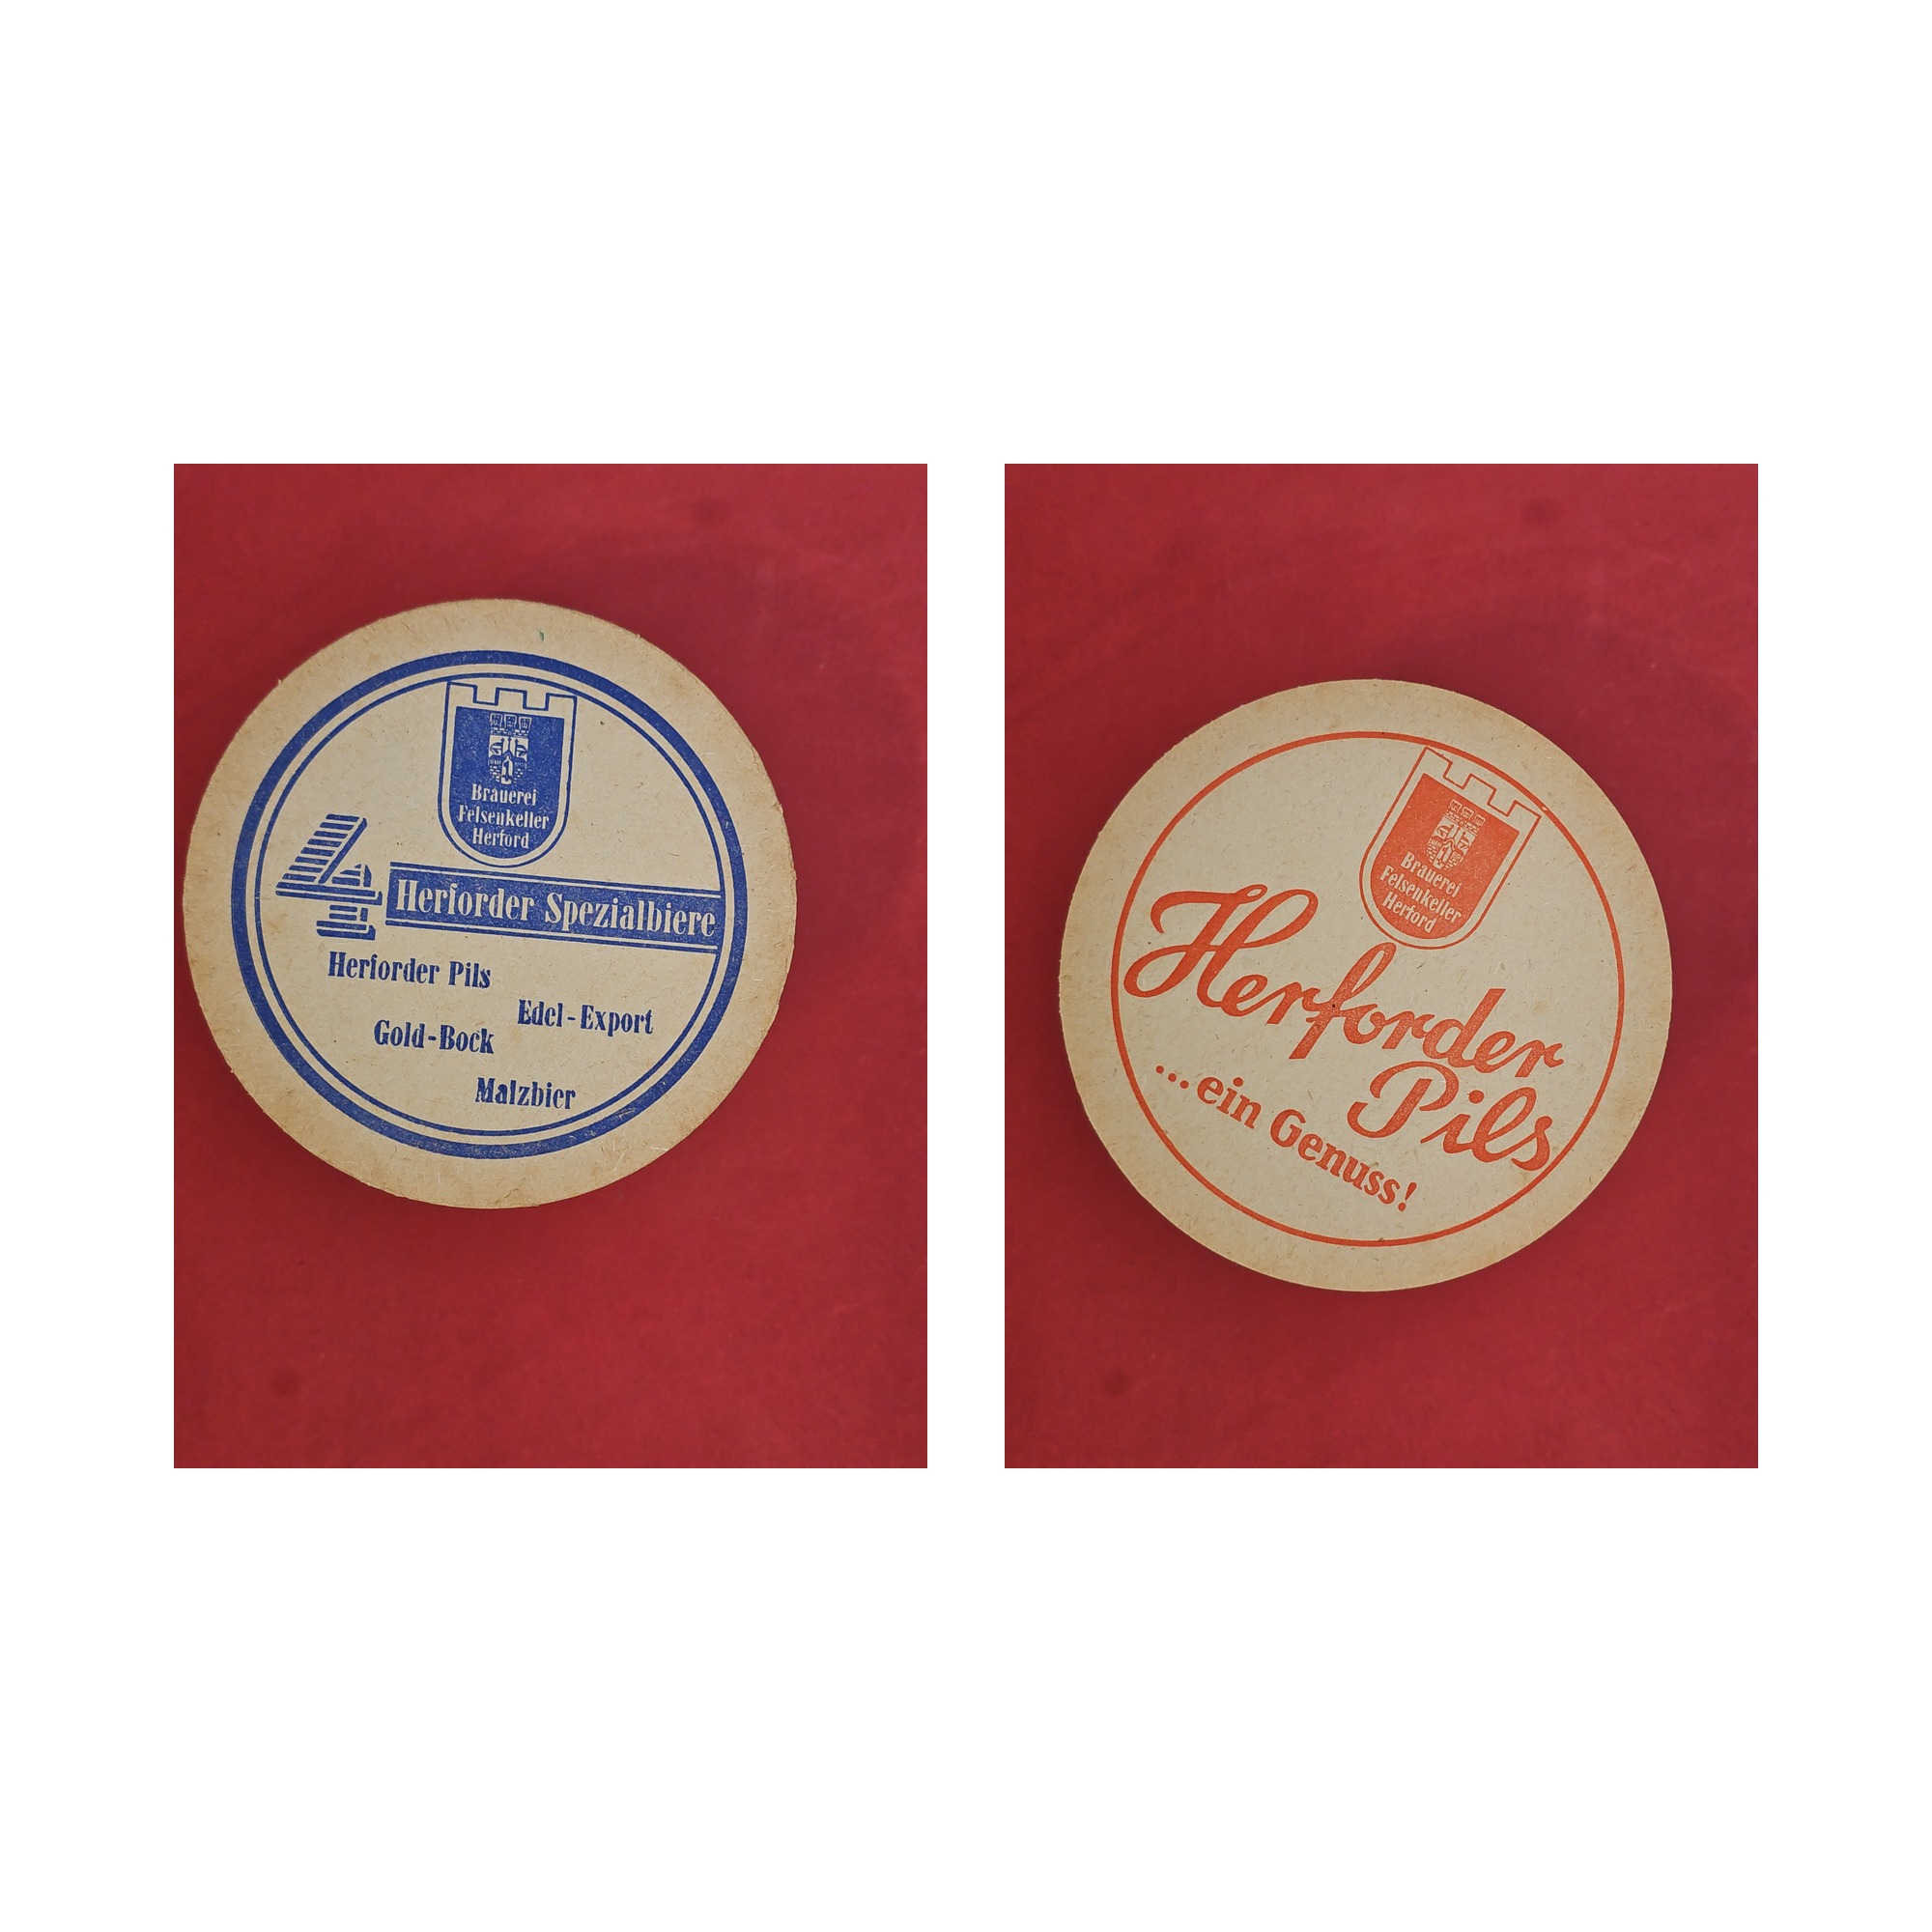 Brauerei
Felsenkeller
Herford
4 Herforder Spezialbiere
Herforder Pils
Edel-Export
Gold-Bock
Malzbier
Brauerei
Felsenkeller
Herford
Herforder
Pils
...ein Genuss!